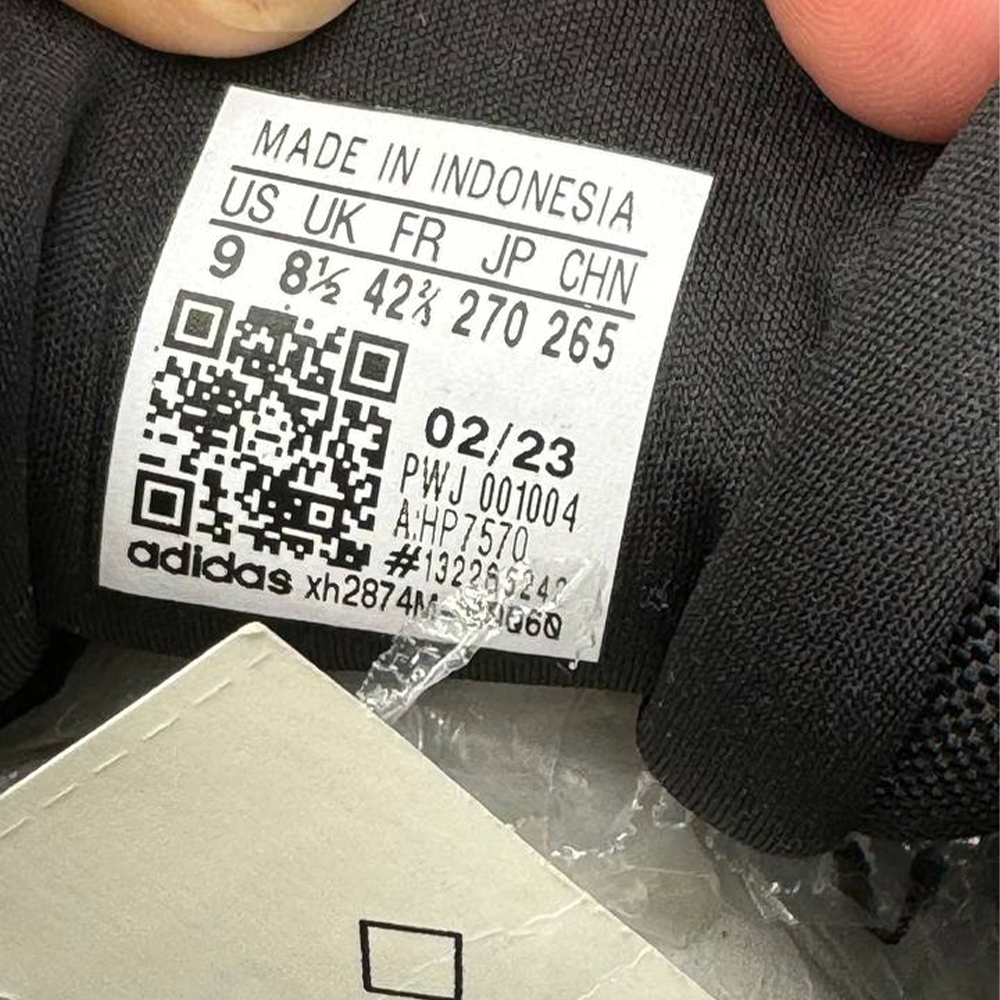 MADE IN INDONESIA
US UK FR JP CHN
9 8½ 42⅔ 270 265
02/23
PWJ 001004
A:HP7570
adidas